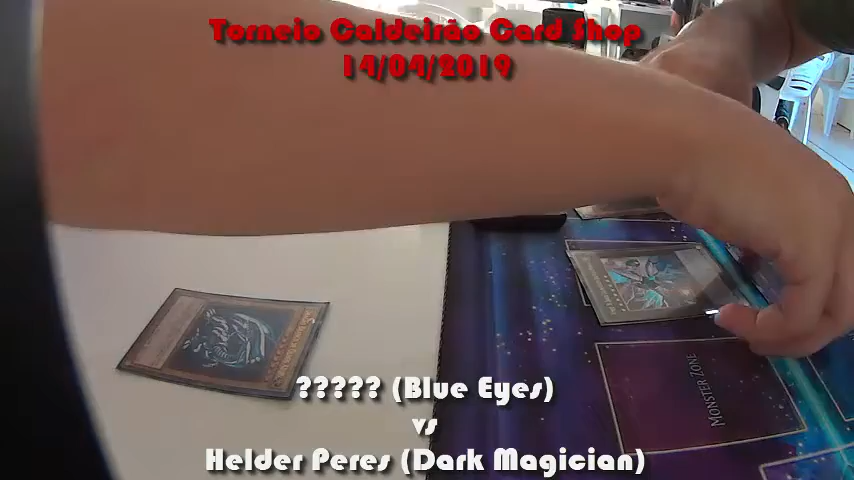 Torneio Caldeirão Card Shop
14/04/2019
MONSTER ZONE
????? (Blue Eyes)
vs
Helder Peres (Dark Magician)